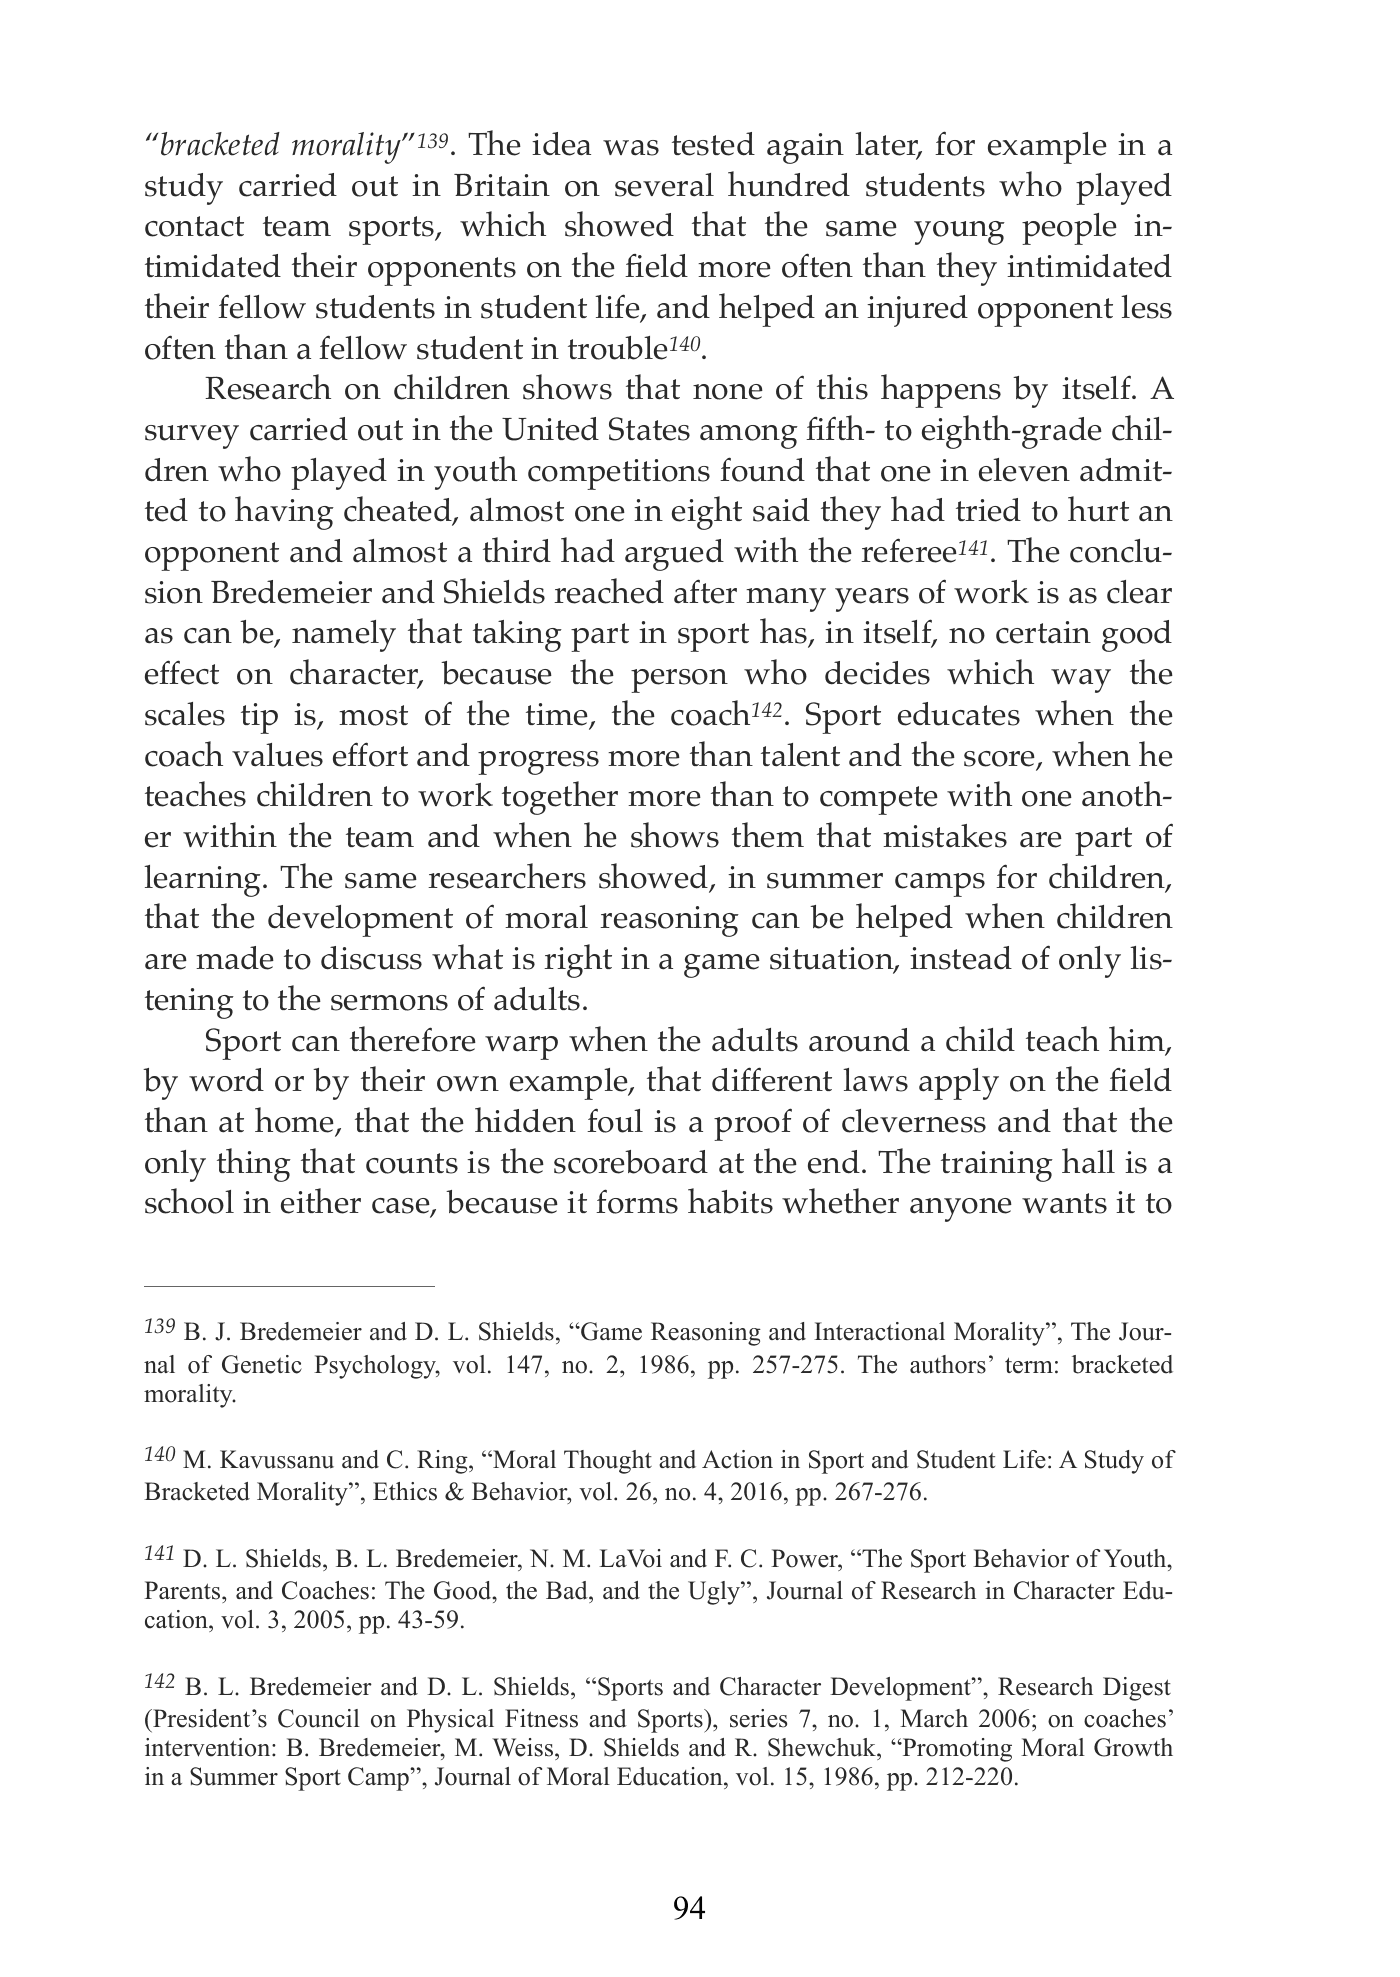 “bracketed morality”139. The idea was tested again later, for example in a
study carried out in Britain on several hundred students who played
contact team sports, which showed that the same young people in-
timidated their opponents on the field more often than they intimidated
their fellow students in student life, and helped an injured opponent less
often than a fellow student in trouble140.
Research on children shows that none of this happens by itself. A
survey carried out in the United States among fifth- to eighth-grade chil-
dren who played in youth competitions found that one in eleven admit-
ted to having cheated, almost one in eight said they had tried to hurt an
opponent and almost a third had argued with the referee141. The conclu-
sion Bredemeier and Shields reached after many years of work is as clear
as can be, namely that taking part in sport has, in itself, no certain good
effect on character, because the person who decides which way the
scales tip is, most of the time, the coach142. Sport educates when the
coach values effort and progress more than talent and the score, when he
teaches children to work together more than to compete with one anoth-
er within the team and when he shows them that mistakes are part of
learning. The same researchers showed, in summer camps for children,
that the development of moral reasoning can be helped when children
are made to discuss what is right in a game situation, instead of only lis-
tening to the sermons of adults.
Sport can therefore warp when the adults around a child teach him,
by word or by their own example, that different laws apply on the field
than at home, that the hidden foul is a proof of cleverness and that the
only thing that counts is the scoreboard at the end. The training hall is a
school in either case, because it forms habits whether anyone wants it to
139 B. J. Bredemeier and D. L. Shields, “Game Reasoning and Interactional Morality”, The Jour-
nal of Genetic Psychology, vol. 147, no. 2, 1986, pp. 257-275. The authors’ term: bracketed
morality.
140 M. Kavussanu and C. Ring, “Moral Thought and Action in Sport and Student Life: A Study of
Bracketed Morality”, Ethics & Behavior, vol. 26, no. 4, 2016, pp. 267-276.
141 D. L. Shields, B. L. Bredemeier, N. M. LaVoi and F. C. Power, “The Sport Behavior of Youth,
Parents, and Coaches: The Good, the Bad, and the Ugly”, Journal of Research in Character Edu-
cation, vol. 3, 2005, pp. 43-59.
142 B. L. Bredemeier and D. L. Shields, “Sports and Character Development”, Research Digest
(President’s Council on Physical Fitness and Sports), series 7, no. 1, March 2006; on coaches’
intervention: B. Bredemeier, M. Weiss, D. Shields and R. Shewchuk, “Promoting Moral Growth
in a Summer Sport Camp”, Journal of Moral Education, vol. 15, 1986, pp. 212-220.
94